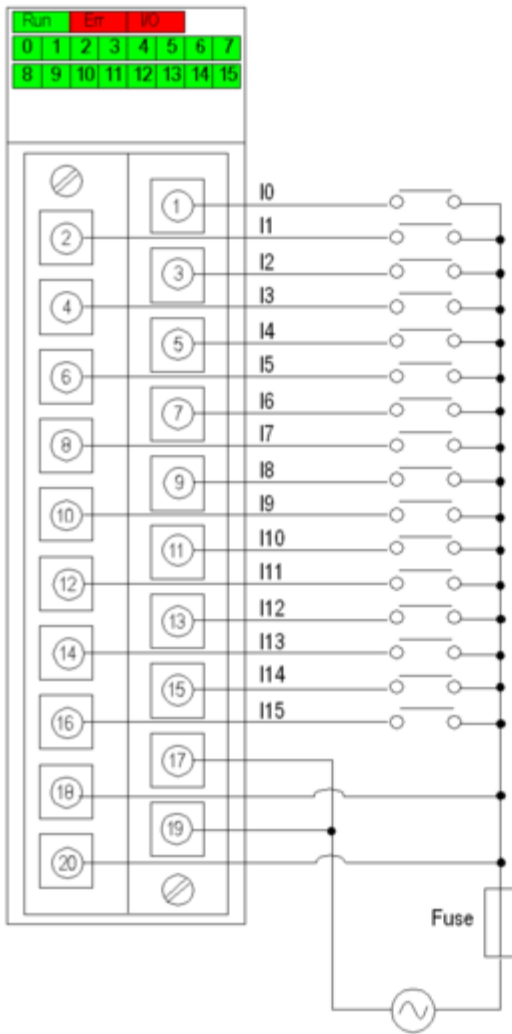 Run Err I/O
0 1 2 3 4 5 6 7
8 9 10 11 12 13 14 15
1 I0
2 I1
3 I2
4 I3
5 I4
6 I5
7 I6
8 I7
9 I8
10 I9
11 I10
12 I11
13 I12
14 I13
15 I14
16 I15
17
18
19
20
Fuse